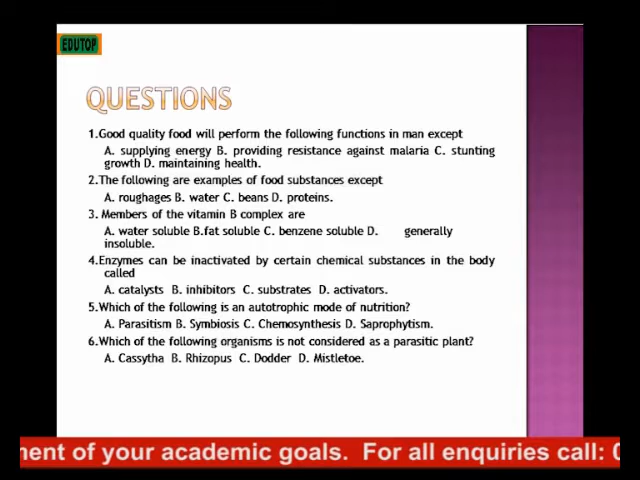 EDUTOP
QUESTIONS
1.Good quality food will perform the following functions in man except
A. supplying energy B. providing resistance against malaria C. stunting
growth D. maintaining health.
2.The following are examples of food substances except
A. roughages B. water C. beans D. proteins.
3. Members of the vitamin B complex are
A. water soluble B.fat soluble C. benzene soluble D. generally
insoluble.
4.Enzymes can be inactivated by certain chemical substances in the body
called
A. catalysts B. inhibitors C. substrates D. activators.
5.Which of the following is an autotrophic mode of nutrition?
A. Parasitism B. Symbiosis C. Chemosynthesis D. Saprophytism.
6.Which of the following organisms is not considered as a parasitic plant?
A. Cassytha B. Rhizopus C. Dodder D. Mistletoe.
of your academic goals. For all enquiries call: